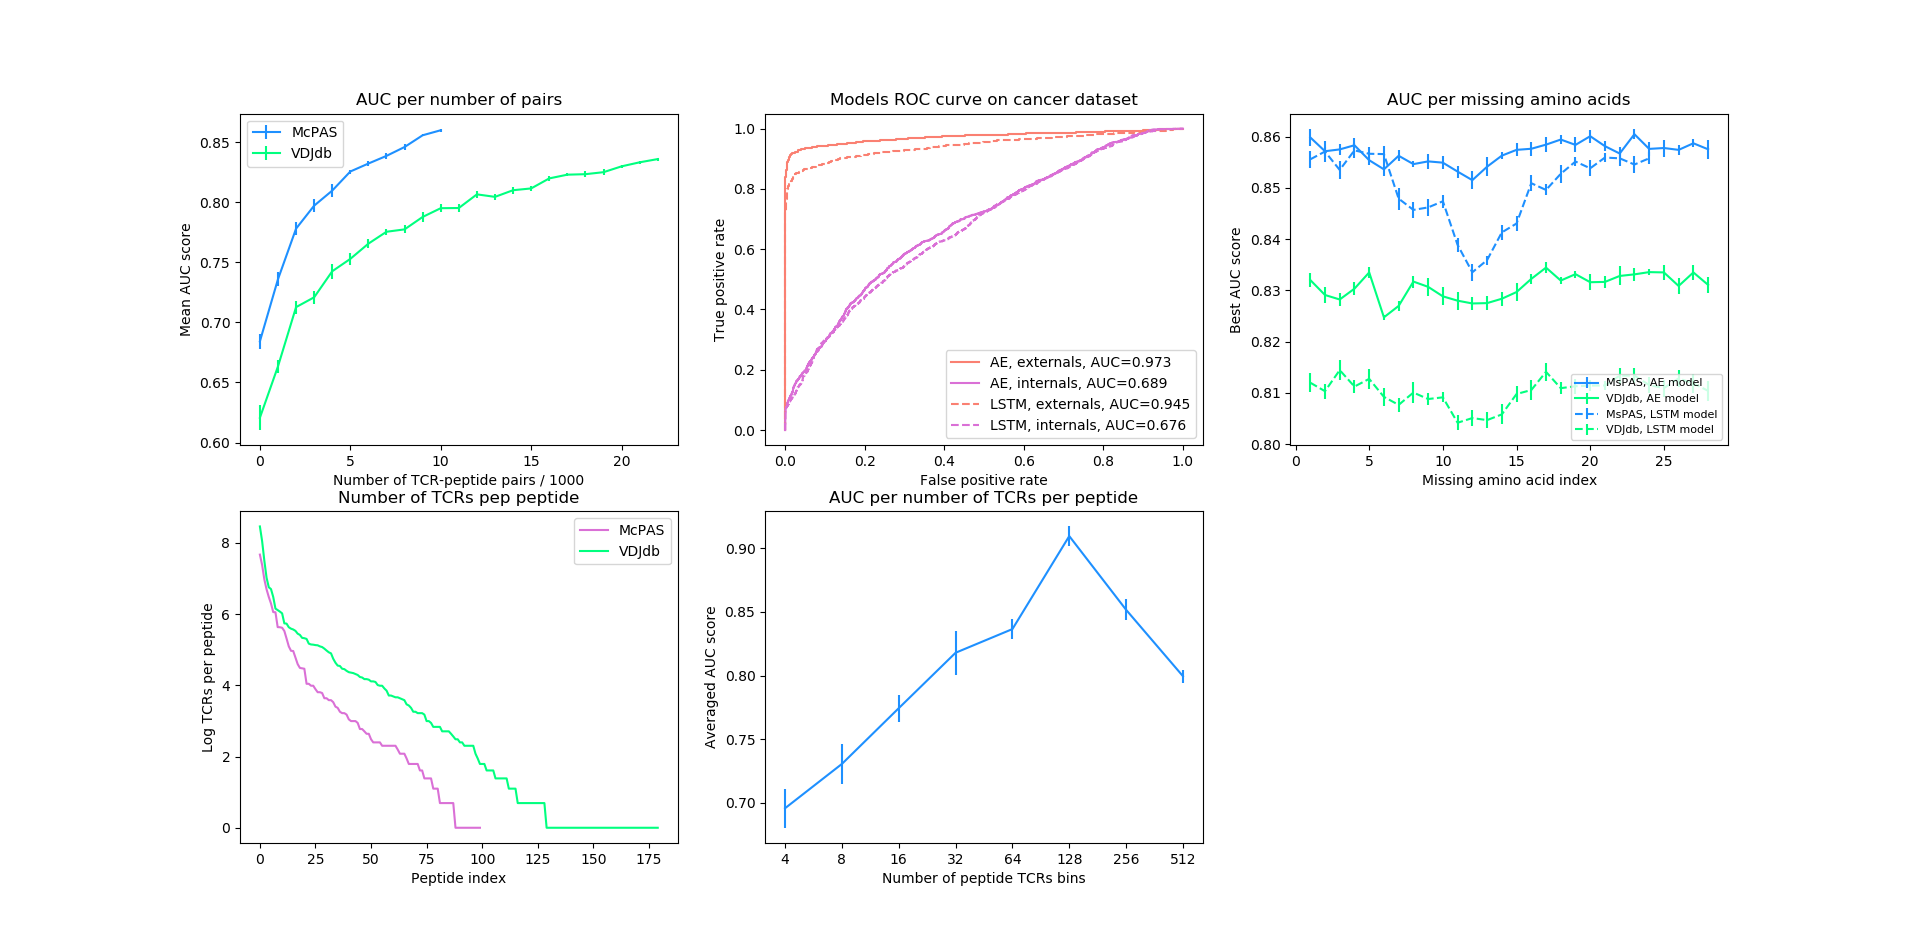 AUC per number of pairs
Mean AUC score
0.85
0.80
0.75
0.70
0.65
0.60
McPAS
VDJdb
0 5 10 15 20
Number of TCR-peptide pairs / 1000
Models ROC curve on cancer dataset
True positive rate
1.0
0.8
0.6
0.4
0.2
0.0
AE, externals, AUC=0.973
AE, internals, AUC=0.689
LSTM, externals, AUC=0.945
LSTM, internals, AUC=0.676
0.0 0.2 0.4 0.6 0.8 1.0
False positive rate
AUC per missing amino acids
Best AUC score
0.86
0.85
0.84
0.83
0.82
0.81
0.80
MsPAS, AE model
VDJdb, AE model
MsPAS, LSTM model
VDJdb, LSTM model
0 5 10 15 20 25
Missing amino acid index
Number of TCRs pep peptide
Log TCRs per peptide
8
6
4
2
0
McPAS
VDJdb
0 25 50 75 100 125 150 175
Peptide index
AUC per number of TCRs per peptide
Averaged AUC score
0.90
0.85
0.80
0.75
0.70
4 8 16 32 64 128 256 512
Number of peptide TCRs bins